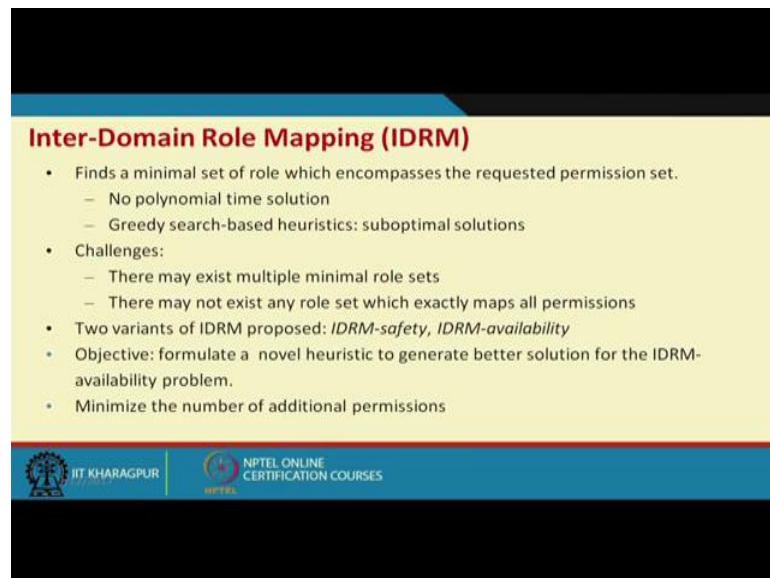 Inter-Domain Role Mapping (IDRM)
• Finds a minimal set of role which encompasses the requested permission set.
– No polynomial time solution
– Greedy search-based heuristics: suboptimal solutions
• Challenges:
– There may exist multiple minimal role sets
– There may not exist any role set which exactly maps all permissions
• Two variants of IDRM proposed: IDRM-safety, IDRM-availability
• Objective: formulate a novel heuristic to generate better solution for the IDRM-
availability problem.
• Minimize the number of additional permissions
IIT KHARAGPUR
NPTEL
NPTEL ONLINE
CERTIFICATION COURSES